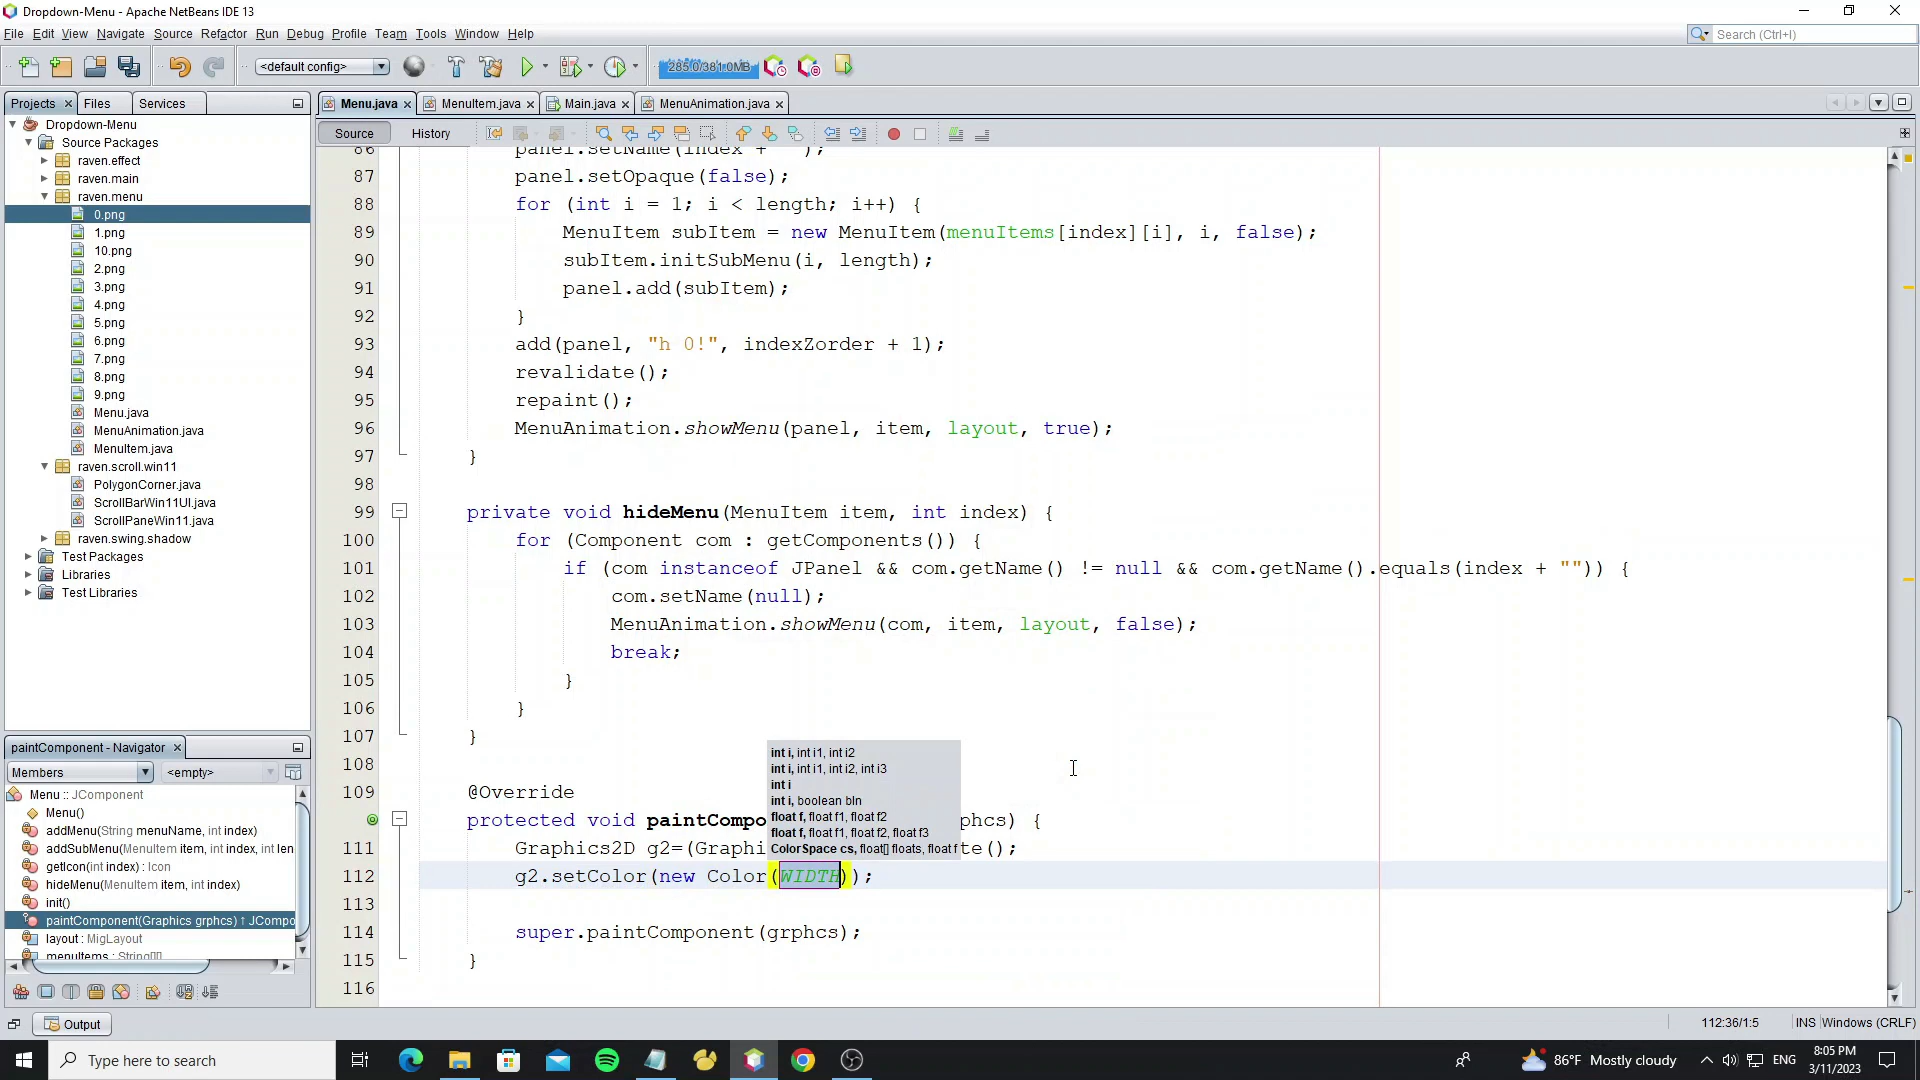 Dropdown-Menu - Apache NetBeans IDE 13
File Edit View Navigate Source Refactor Run Debug Profile Team Tools Window Help
Search (Ctrl+I)
<default config>
285.0/381.0MB
Projects Files Services
Menu.java MenuItem.java Main.java MenuAnimation.java
Source History
Dropdown-Menu
Source Packages
raven.effect
raven.main
raven.menu
0.png
1.png
10.png
2.png
3.png
4.png
5.png
6.png
7.png
8.png
9.png
Menu.java
MenuAnimation.java
MenuItem.java
raven.scroll.win11
PolygonCorner.java
ScrollBarWin11UI.java
ScrollPaneWin11.java
raven.swing.shadow
Test Packages
Libraries
Test Libraries
paintComponent - Navigator
Members <empty>
Menu :: JComponent
Menu()
addMenu(String menuName, int index)
addSubMenu(MenuItem item, int index, int len
getIcon(int index) : Icon
hideMenu(MenuItem item, int index)
init()
paintComponent(Graphics grphcs) ↑ JCompo
layout : MigLayout
menuItems : String[][]
86 panel.setName(index + "");
87 panel.setOpaque(false);
88 for (int i = 1; i < length; i++) {
89 MenuItem subItem = new MenuItem(menuItems[index][i], i, false);
90 subItem.initSubMenu(i, length);
91 panel.add(subItem);
92 }
93 add(panel, "h 0!", indexZorder + 1);
94 revalidate();
95 repaint();
96 MenuAnimation.showMenu(panel, item, layout, true);
97 }
98
99 private void hideMenu(MenuItem item, int index) {
100 for (Component com : getComponents()) {
101 if (com instanceof JPanel && com.getName() != null && com.getName().equals(index + "")) {
102 com.setName(null);
103 MenuAnimation.showMenu(com, item, layout, false);
104 break;
105 }
106 }
107 }
108
109 @Override
protected void paintCompo phcs) {
111 Graphics2D g2=(Graphi te();
112 g2.setColor(new Color(WIDTH));
113
114 super.paintComponent(grphcs);
115 }
116
int i, int i1, int i2
int i, int i1, int i2, int i3
int i
int i, boolean bln
float f, float f1, float f2
float f, float f1, float f2, float f3
ColorSpace cs, float[] floats, float f
Output
112:36/1:5 INS Windows (CRLF)
Type here to search
86°F Mostly cloudy
ENG
8:05 PM
3/11/2023